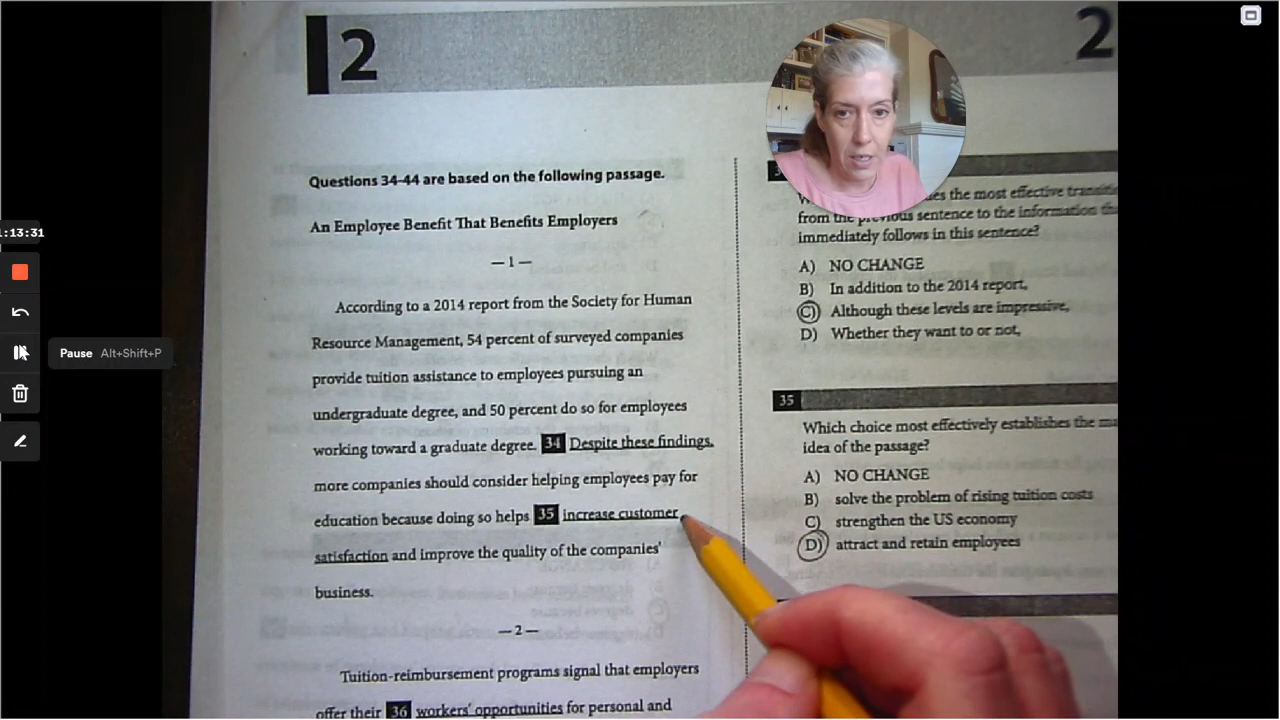 2
2
Questions 34-44 are based on the following passage.
An Employee Benefit That Benefits Employers
— 1 —
According to a 2014 report from the Society for Human
Resource Management, 54 percent of surveyed companies
provide tuition assistance to employees pursuing an
undergraduate degree, and 50 percent do so for employees
working toward a graduate degree. 34 Despite these findings,
more companies should consider helping employees pay for
education because doing so helps 35 increase customer
satisfaction and improve the quality of the companies'
business.
— 2 —
Tuition-reimbursement programs signal that employers
offer their 36 workers' opportunities for personal and
the most effective
from the previous sentence to the information
immediately follows in this sentence?
A) NO CHANGE
B) In addition to the 2014 report,
C) Although these levels are impressive,
D) Whether they want to or not,
35
Which choice most effectively establishes the
idea of the passage?
A) NO CHANGE
B) solve the problem of rising tuition costs
C) strengthen the US economy
D) attract and retain employees
:13:31
Pause Alt+Shift+P